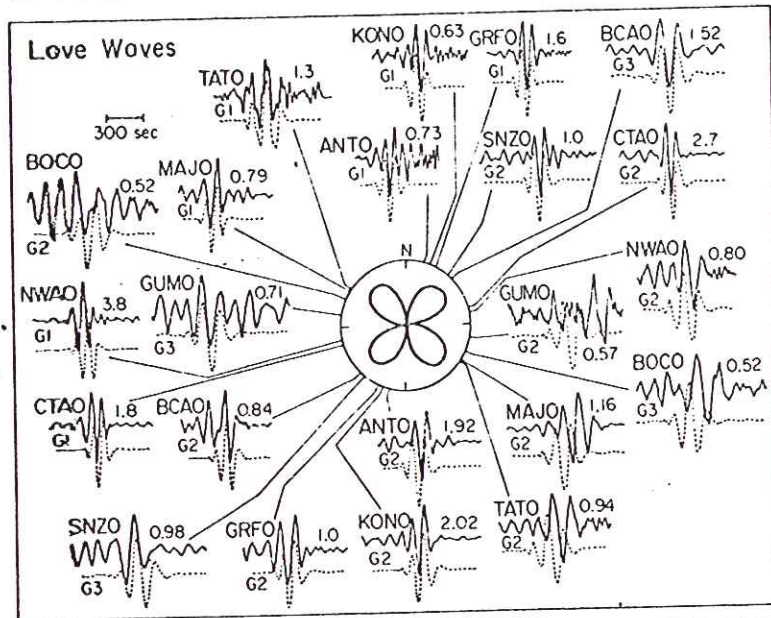 Love Waves
300 sec
TATO 1.3
G1
KONO 0.63
G1
GRFO 1.6
G1
BCAO 1.52
G3
BOCO 0.52
G2
MAJO 0.79
G1
ANTO 0.73
G1
SNZO 1.0
G2
CTAO 2.7
G2
NWAO 3.8
G1
GUMO 0.71
G3
N
GUMO
G2 0.57
NWAO 0.80
G2
CTAO 1.8
G1
BCAO 0.84
G2
ANTO 1.92
G2
MAJO 1.16
G2
BOCO 0.52
G3
SNZO 0.98
G3
GRFO 1.0
G2
KONO 2.02
G2
TATO 0.94
G2